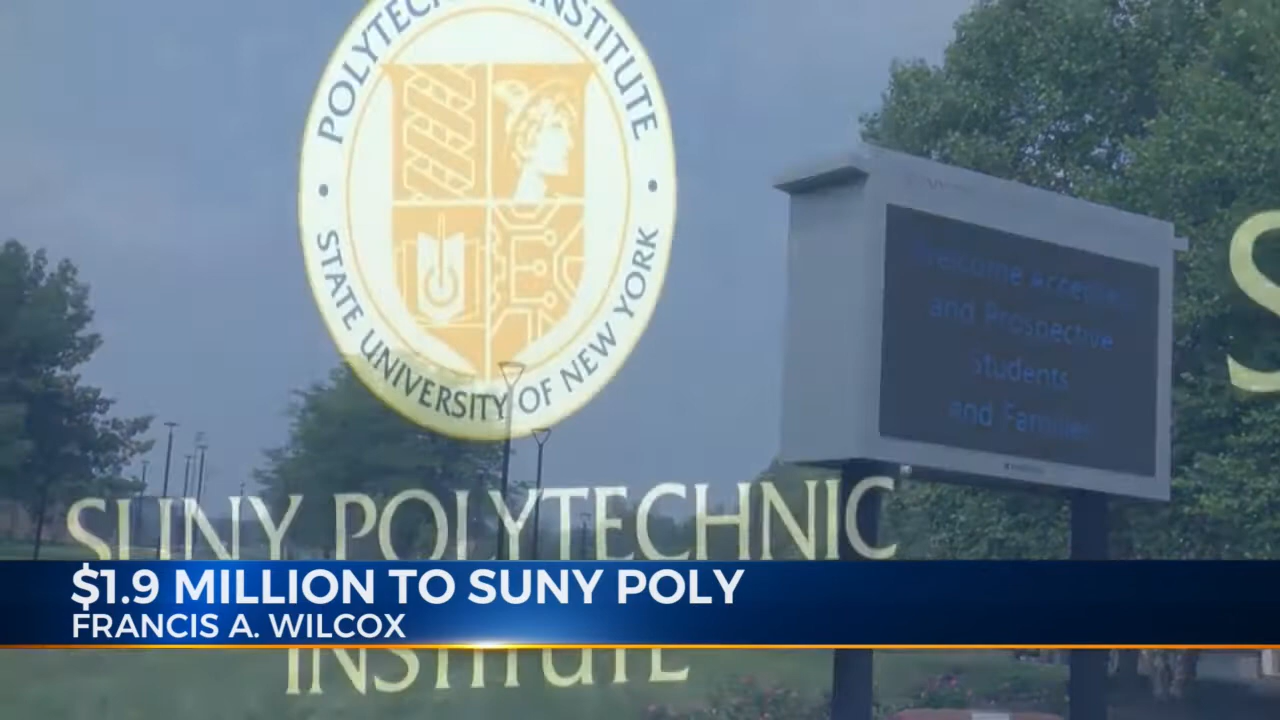 POLYTECHNIC INSTITUTE
STATE UNIVERSITY OF NEW YORK
Welcome Accepted
and Prospective
Students
and Families
SUNY POLYTECHNIC
INSTITUTE
$1.9 MILLION TO SUNY POLY
FRANCIS A. WILCOX
S